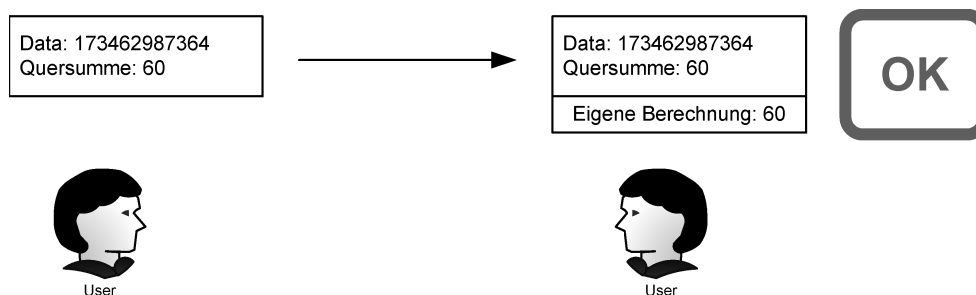 Data: 173462987364
Quersumme: 60
Data: 173462987364
Quersumme: 60
Eigene Berechnung: 60
OK
User
User